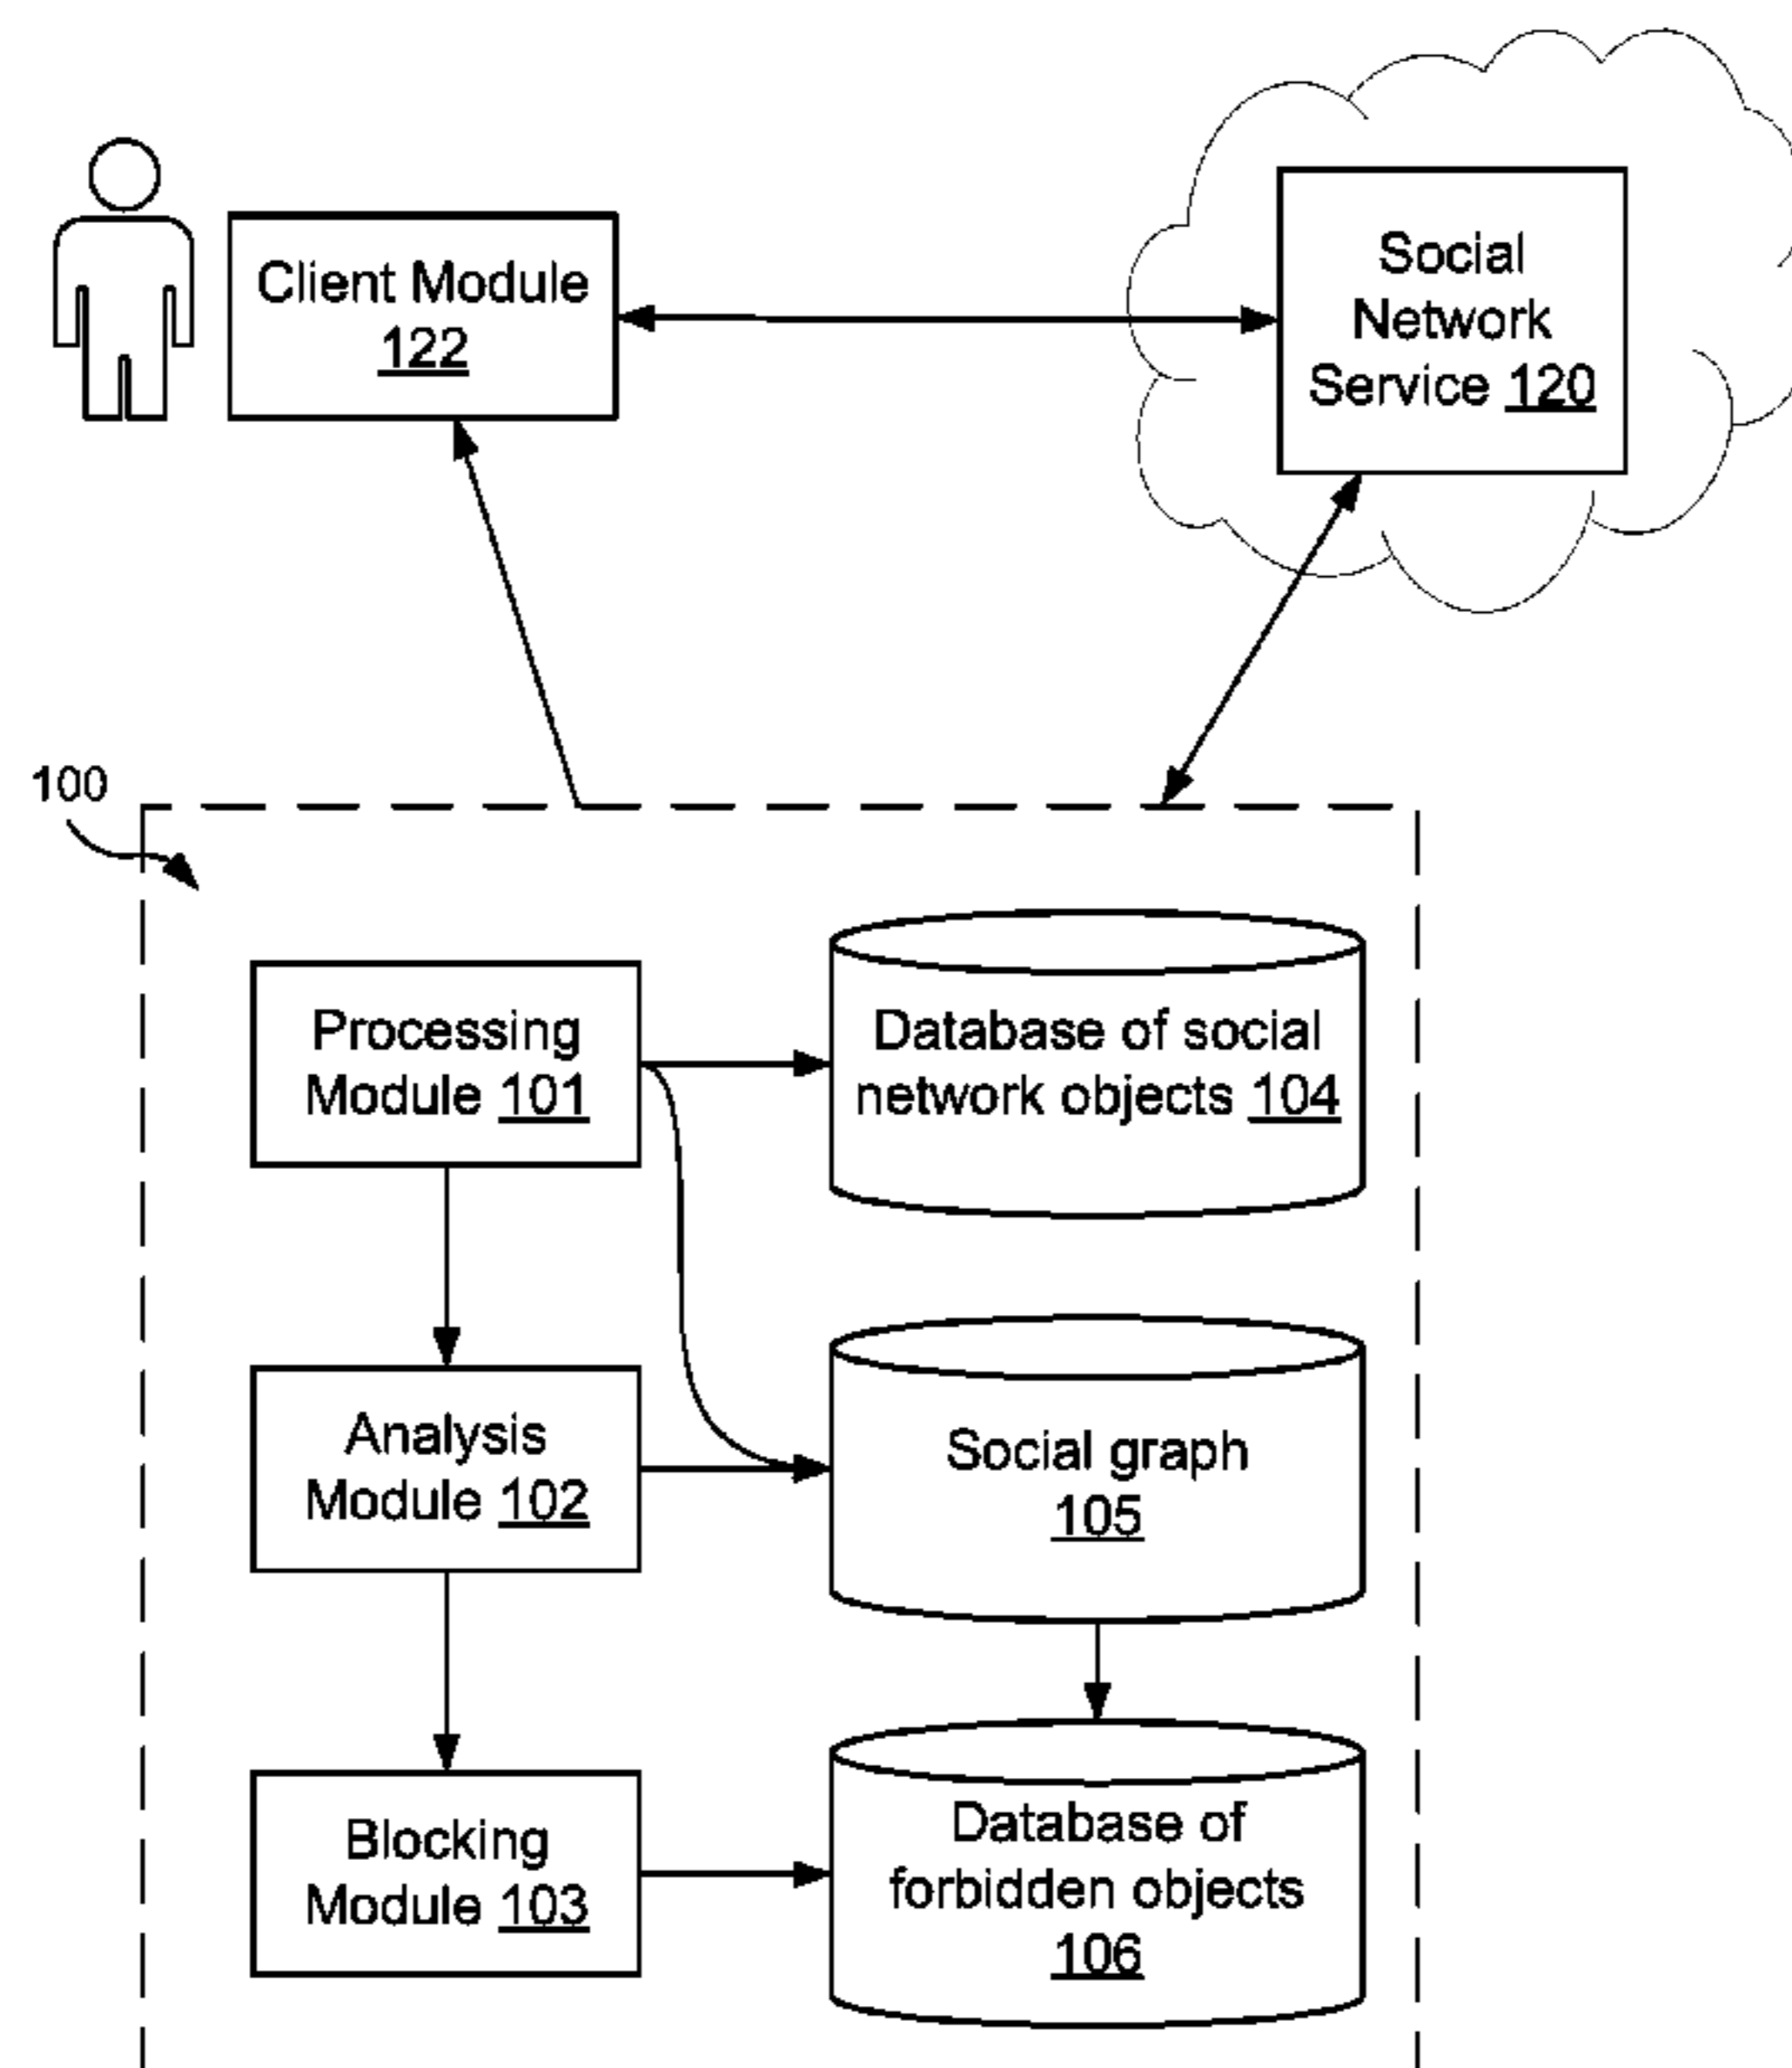 Client Module
122
Social
Network
Service 120
100
Processing
Module 101
Database of social
network objects 104
Analysis
Module 102
Social graph
105
Blocking
Module 103
Database of
forbidden objects
106